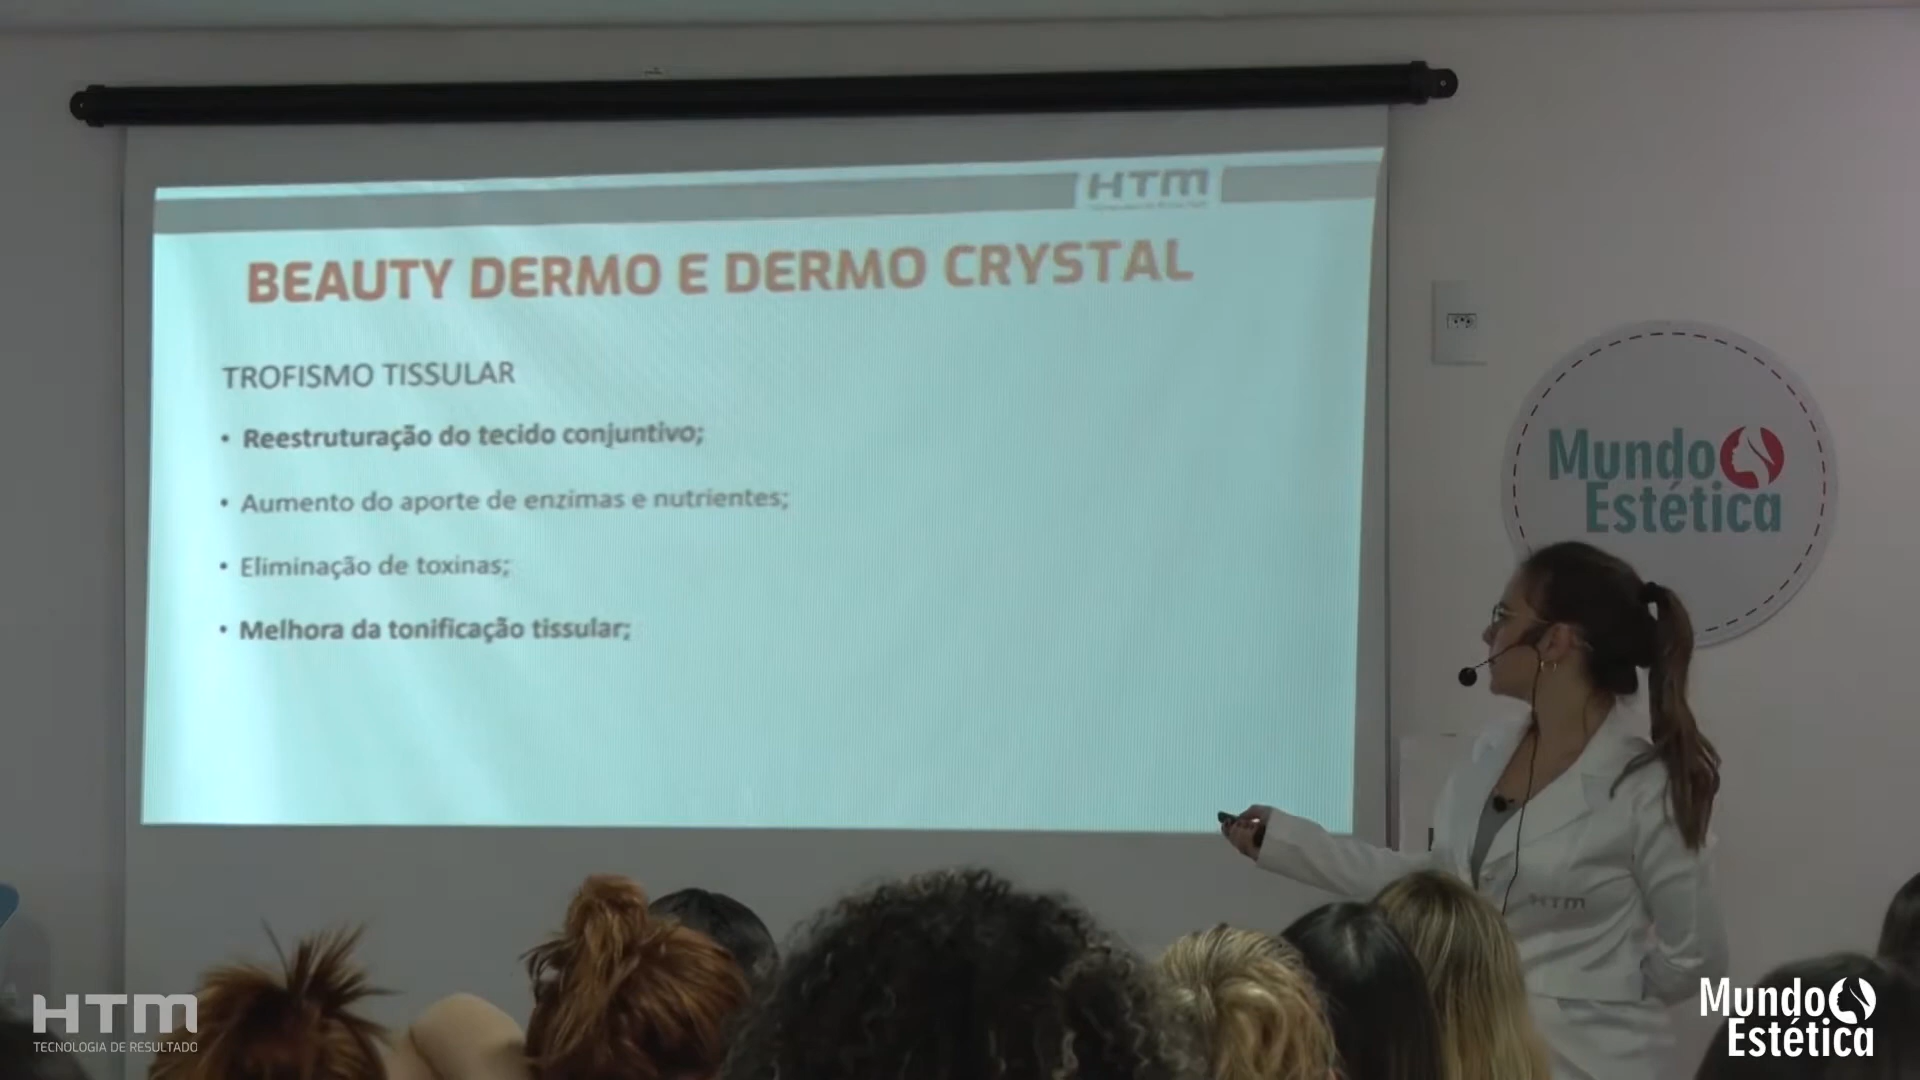 HTM
BEAUTY DERMO E DERMO CRYSTAL
TROFISMO TISSULAR
• Reestruturação do tecido conjuntivo;
• Aumento do aporte de enzimas e nutrientes;
• Eliminação de toxinas;
• Melhora da tonificação tissular;
Mundo
Estética
HTM
HTM
TECNOLOGIA DE RESULTADO
Mundo
Estética